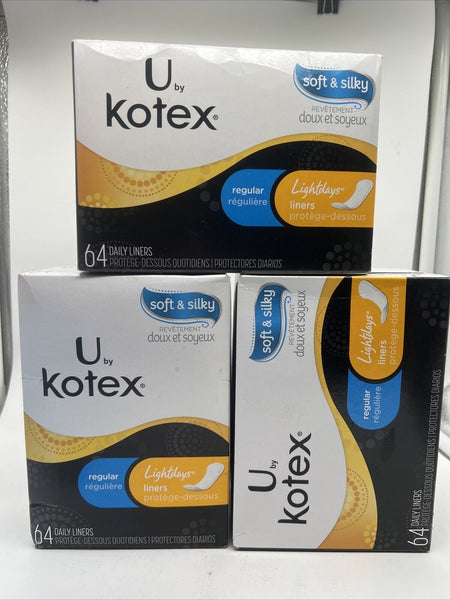 U by
kotex®
soft & silky
REVÊTEMENT
doux et soyeux
regular
régulière
Lightdays®
liners
protège-dessous
64 DAILY LINERS
PROTÈGE-DESSOUS QUOTIDIENS | PROTECTORES DIARIOS
soft & silky
REVÊTEMENT
doux et soyeux
U by
kotex®
regular
régulière
Lightdays®
liners
protège-dessous
64 DAILY LINERS
PROTÈGE-DESSOUS QUOTIDIENS | PROTECTORES DIARIOS
U by
kotex®
soft & silky
REVÊTEMENT
doux et soyeux
regular
régulière
Lightdays®
liners
protège-dessous
64 DAILY LINERS
PROTÈGE-DESSOUS QUOTIDIENS | PROTECTORES DIARIOS